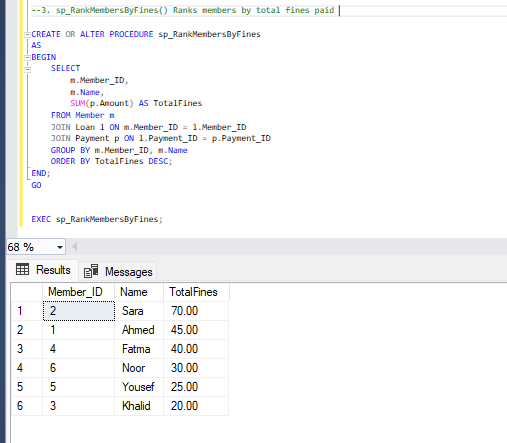 --3. sp_RankMembersByFines() Ranks members by total fines paid
CREATE OR ALTER PROCEDURE sp_RankMembersByFines
AS
BEGIN
SELECT
m.Member_ID,
m.Name,
SUM(p.Amount) AS TotalFines
FROM Member m
JOIN Loan l ON m.Member_ID = l.Member_ID
JOIN Payment p ON l.Payment_ID = p.Payment_ID
GROUP BY m.Member_ID, m.Name
ORDER BY TotalFines DESC;
END;
GO
EXEC sp_RankMembersByFines;
68 %
Results Messages
Member_ID Name TotalFines
1 2 Sara 70.00
2 1 Ahmed 45.00
3 4 Fatma 40.00
4 6 Noor 30.00
5 5 Yousef 25.00
6 3 Khalid 20.00